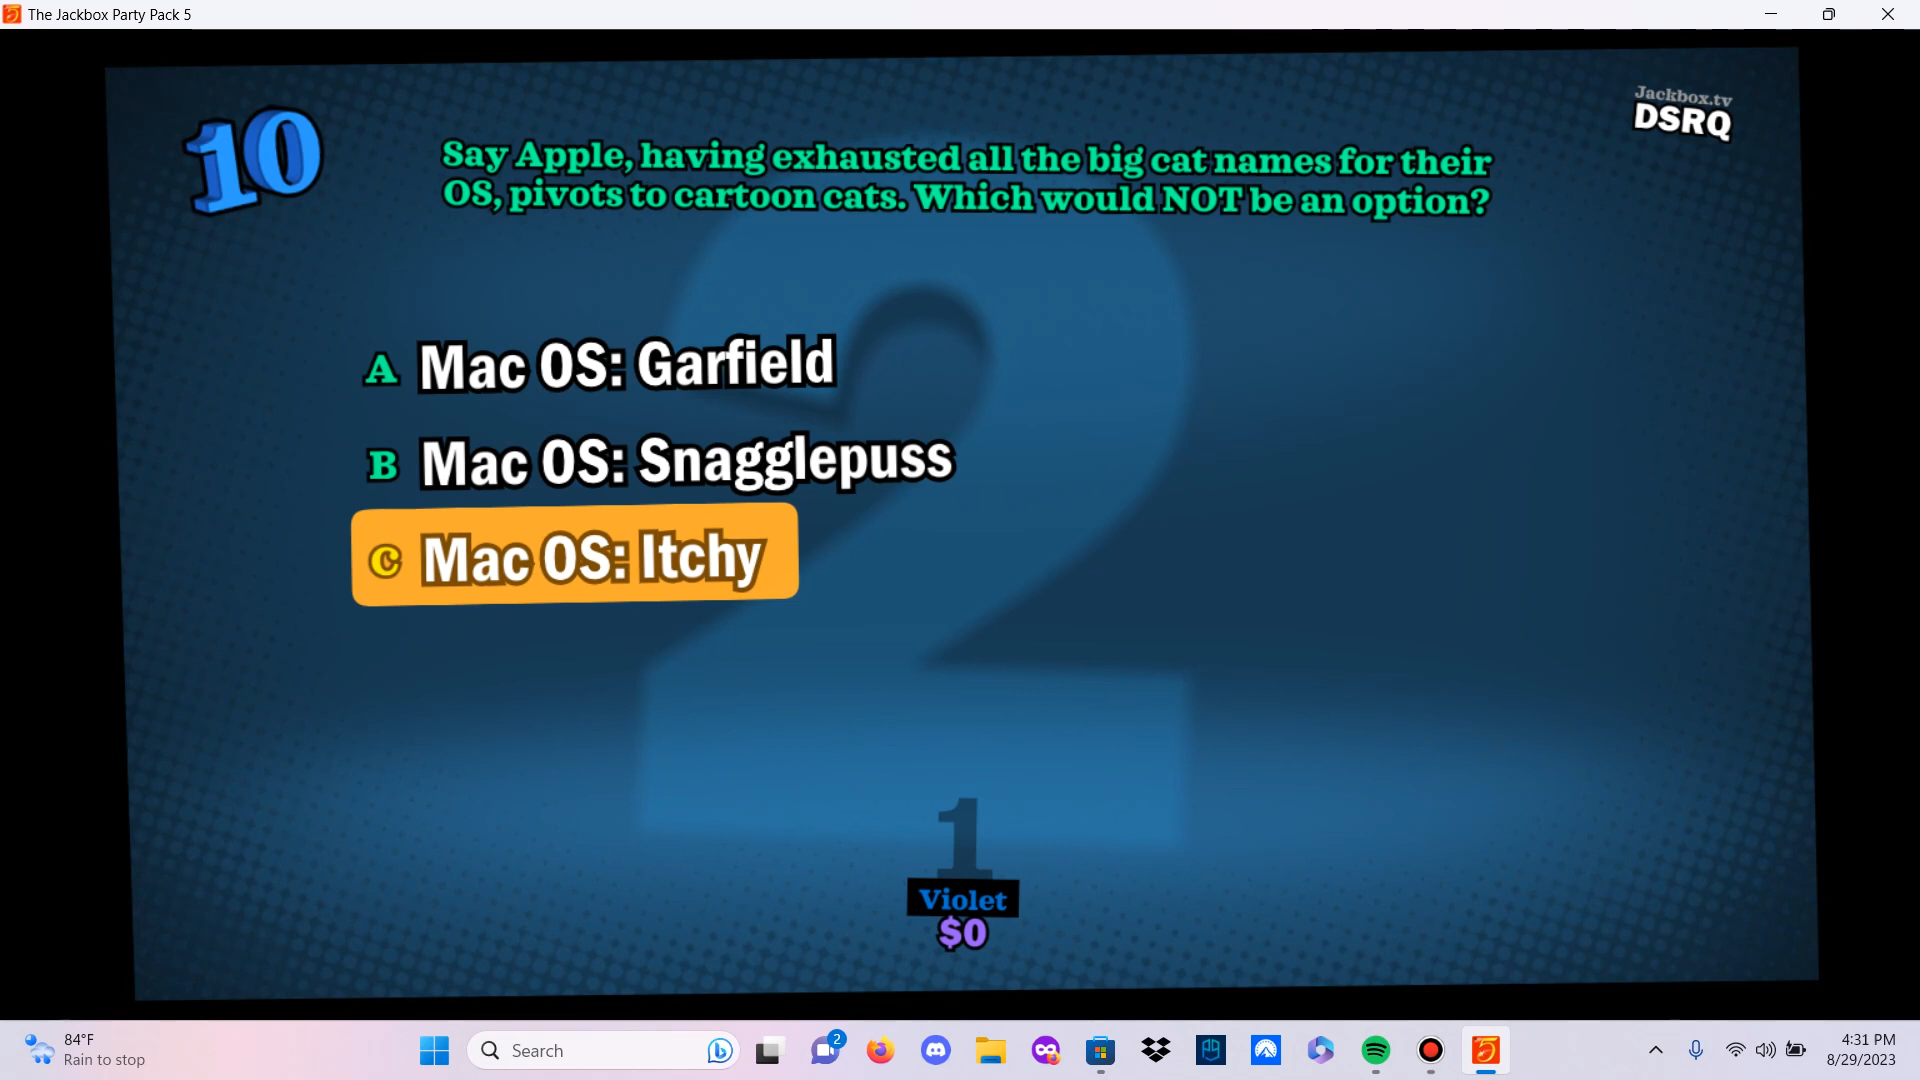 The Jackbox Party Pack 5
10
Jackbox.tv
DSRQ
Say Apple, having exhausted all the big cat names for their
OS, pivots to cartoon cats. Which would NOT be an option?
A Mac OS: Garfield
B Mac OS: Snagglepuss
C Mac OS: Itchy
2
1
Violet
$0
84°F
Rain to stop
Search
2
4:31 PM
8/29/2023